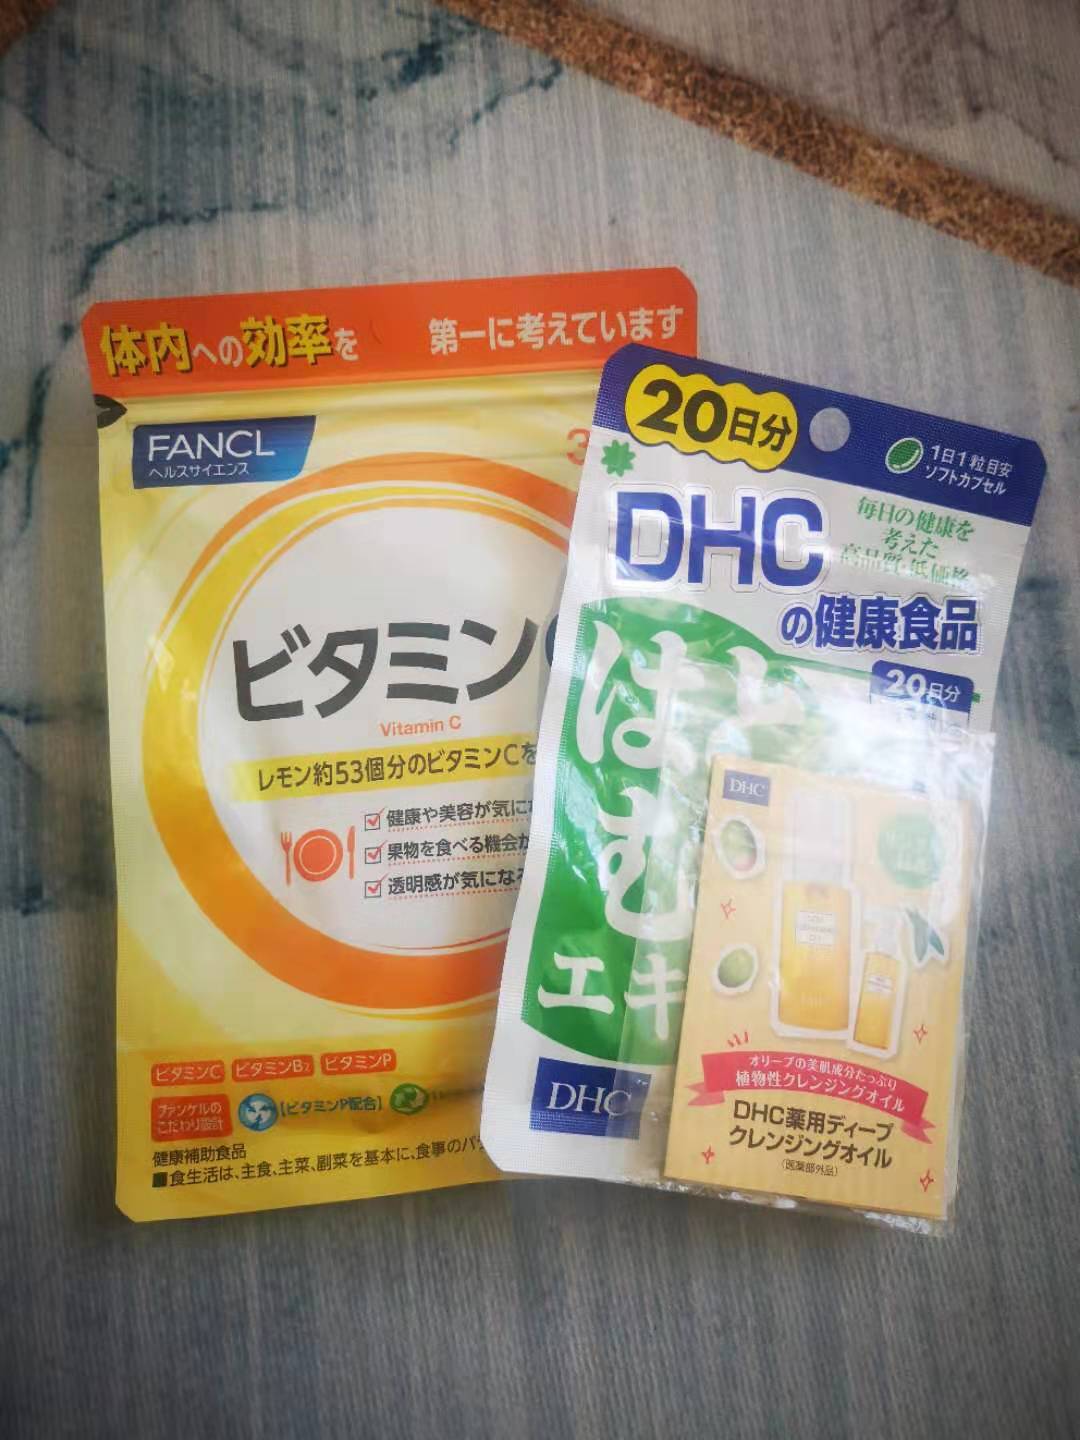 体内への効率を 第一に考えています
FANCL
ヘルスサイエンス
3
ビタミン
Vitamin C
レモン約53個分のビタミンCを
健康や美容が気に
果物を食べる機会が
透明感が気にな
ビタミンC ビタミンB2 ビタミンP
ファンケルの
こだわり設計
【ビタミンP配合】
健康補助食品
■食生活は、主食、主菜、副菜を基本に、食事のバ
20日分
1日1粒目安
ソフトカプセル
DHC
毎日の健康を
考えた
高品質・低価格
の健康食品
20日分
はと
む
エキ
DHC
DHC
オリーブの美肌成分たっぷり
植物性クレンジングオイル
DHC薬用ディープ
クレンジングオイル
(医薬部外品)